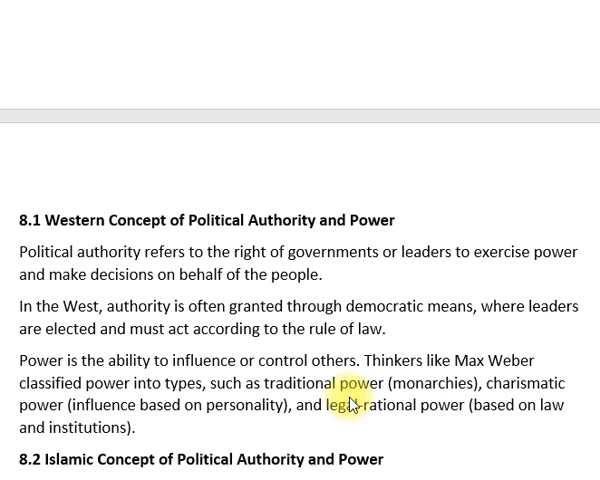 8.1 Western Concept of Political Authority and Power
Political authority refers to the right of governments or leaders to exercise power
and make decisions on behalf of the people.
In the West, authority is often granted through democratic means, where leaders
are elected and must act according to the rule of law.
Power is the ability to influence or control others. Thinkers like Max Weber
classified power into types, such as traditional power (monarchies), charismatic
power (influence based on personality), and legal-rational power (based on law
and institutions).
8.2 Islamic Concept of Political Authority and Power